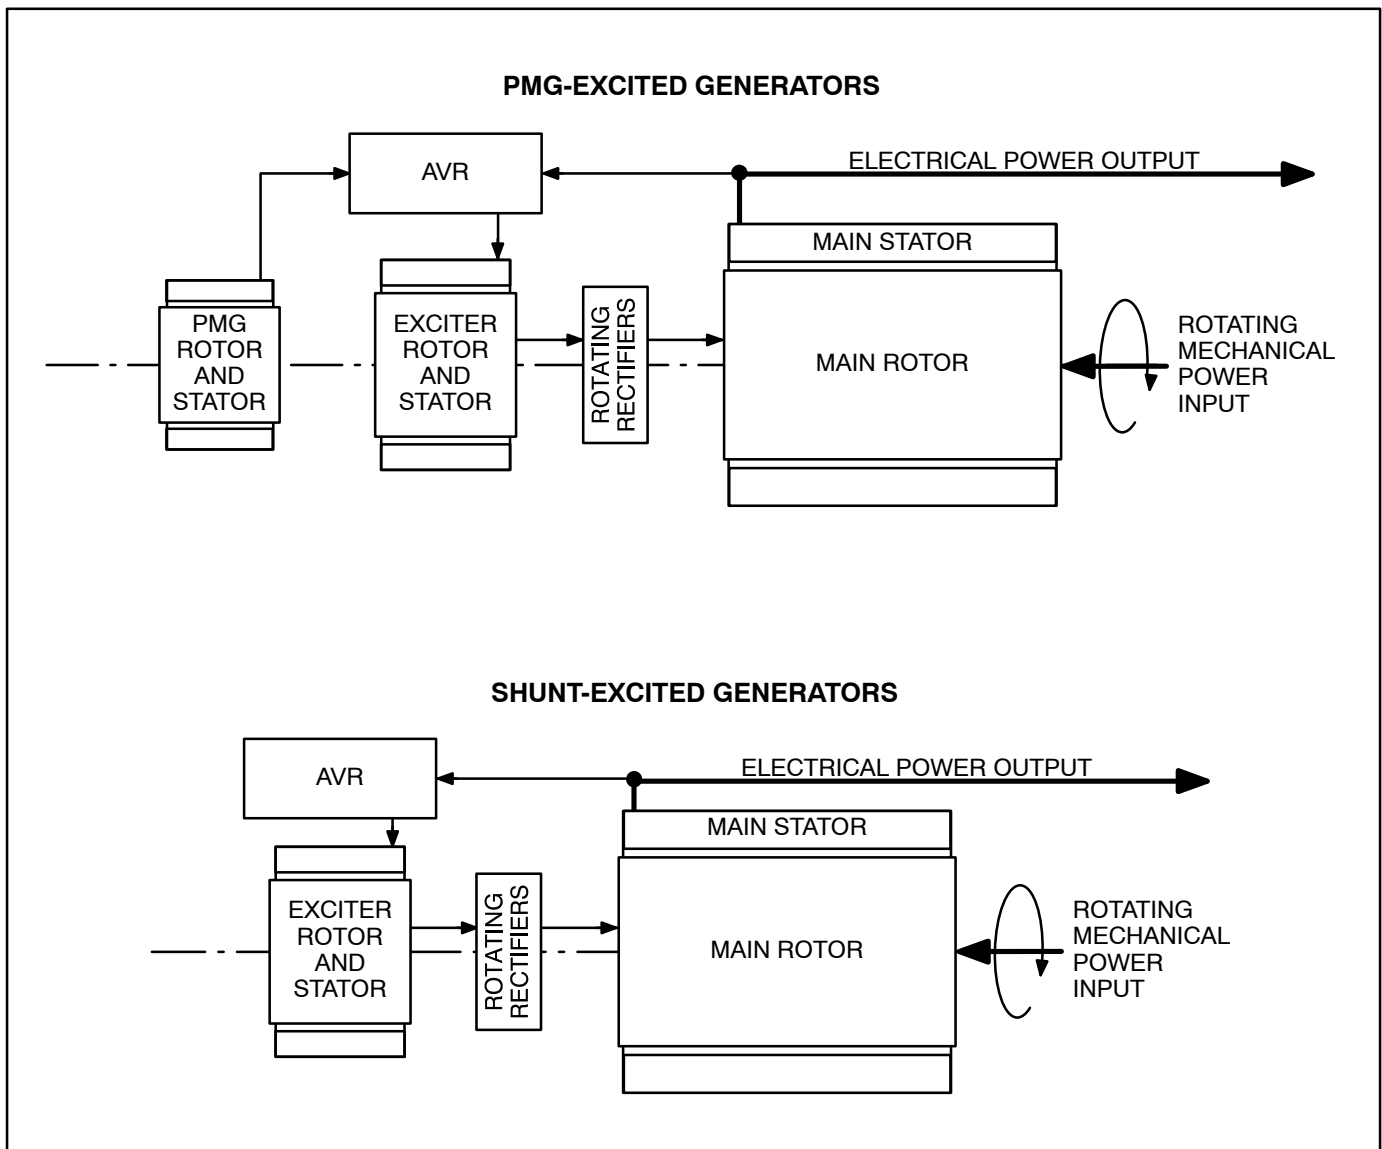 PMG-EXCITED GENERATORS
AVR
ELECTRICAL POWER OUTPUT
MAIN STATOR
PMG
ROTOR
AND
STATOR
EXCITER
ROTOR
AND
STATOR
ROTATING
RECTIFIERS
MAIN ROTOR
ROTATING
MECHANICAL
POWER
INPUT
SHUNT-EXCITED GENERATORS
AVR
ELECTRICAL POWER OUTPUT
MAIN STATOR
EXCITER
ROTOR
AND
STATOR
ROTATING
RECTIFIERS
MAIN ROTOR
ROTATING
MECHANICAL
POWER
INPUT